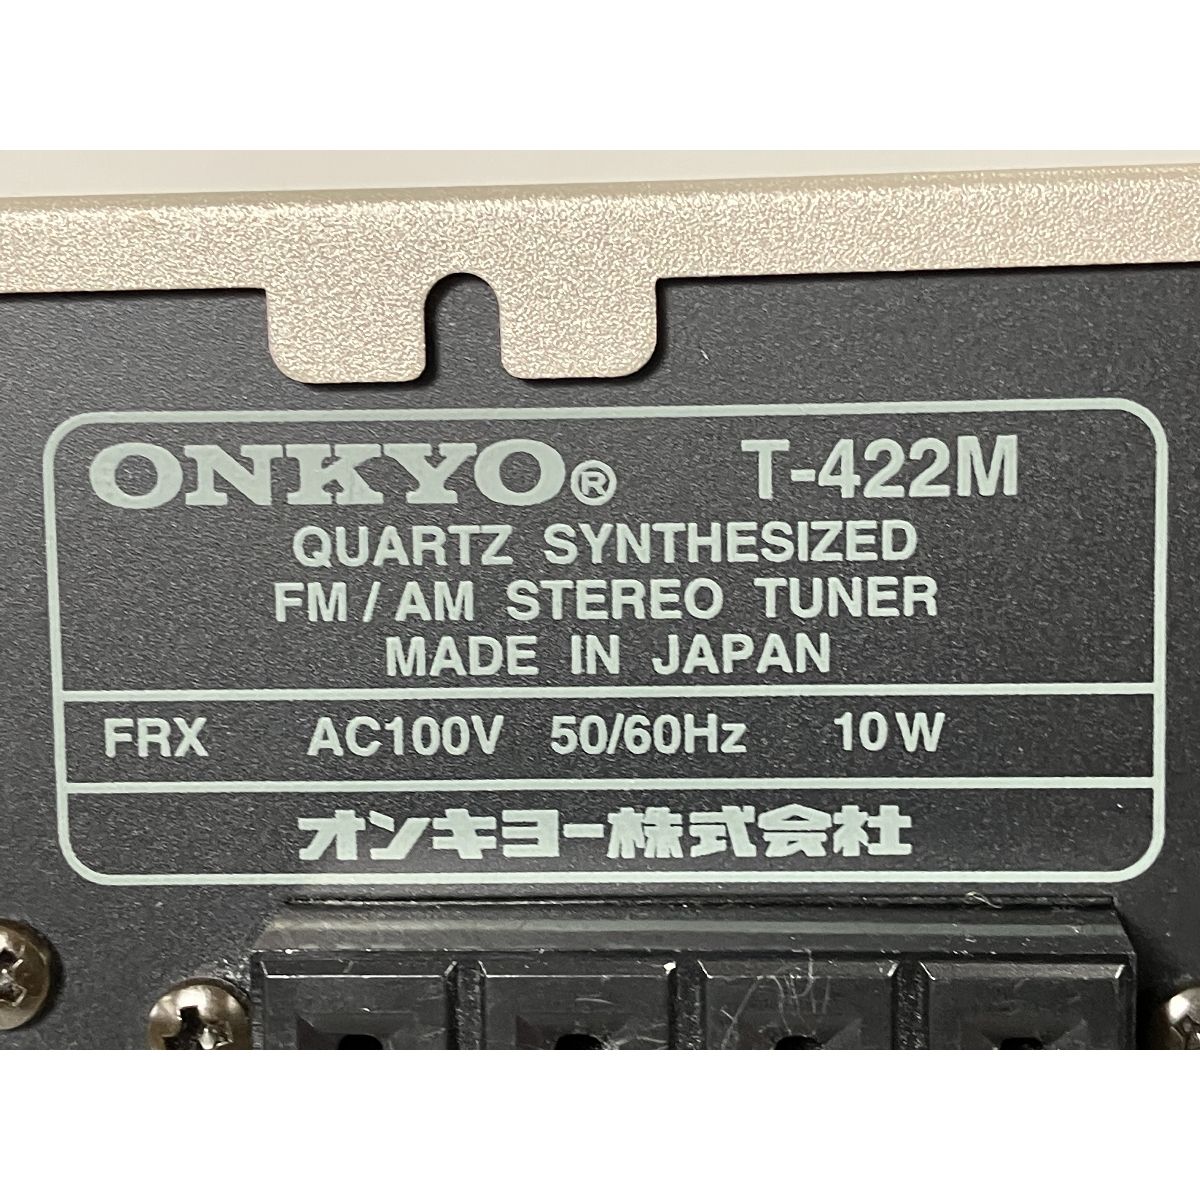 ONKYO® T-422M
QUARTZ SYNTHESIZED
FM/AM STEREO TUNER
MADE IN JAPAN
FRX AC100V 50/60Hz 10W
オンキヨー株式会社